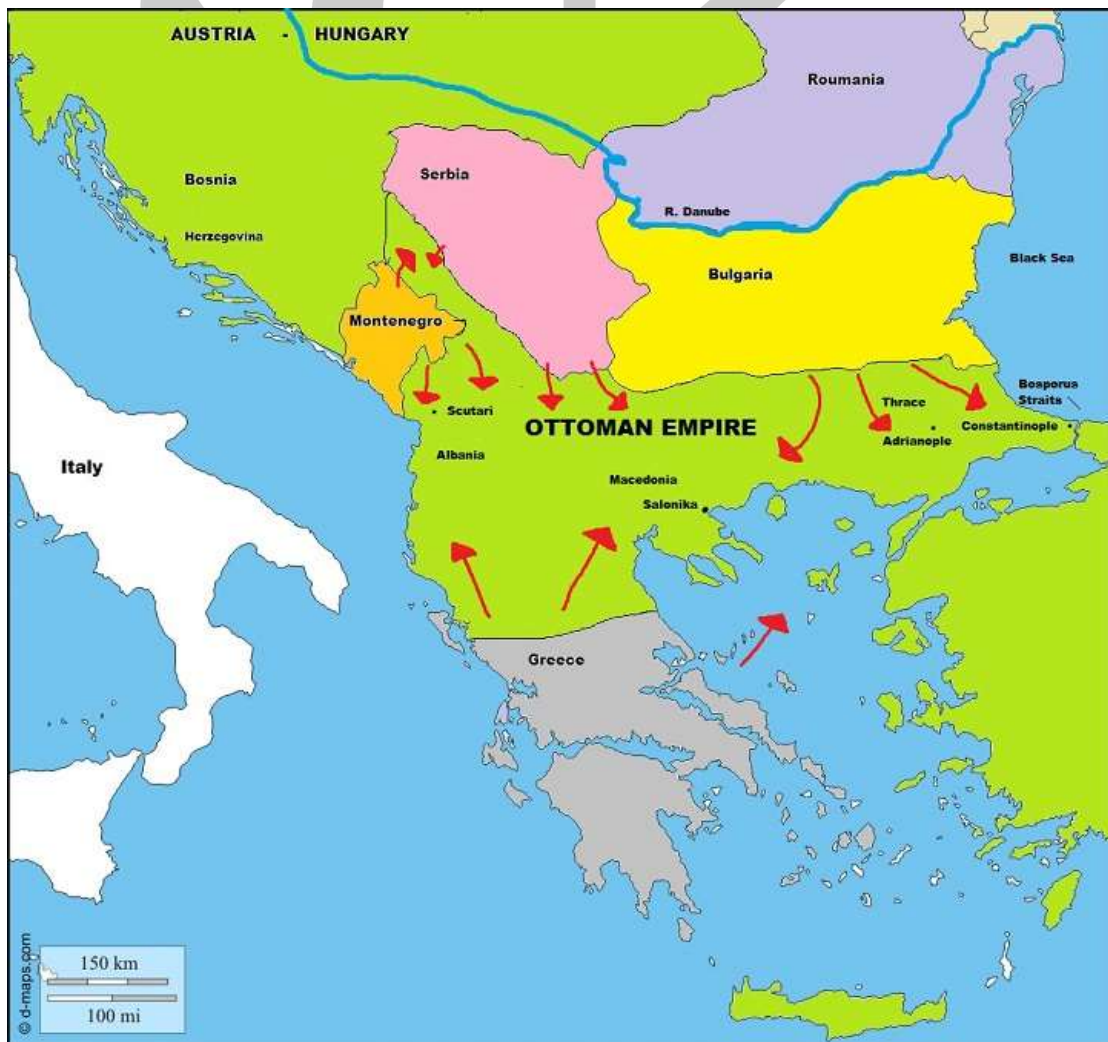 AUSTRIA - HUNGARY
Roumania
Bosnia
Serbia
Herzegovina
R. Danube
Black Sea
Bulgaria
Montenegro
Bosporus
Straits
Scutari
Thrace
OTTOMAN EMPIRE
Adrianople
Constantinople
Albania
Italy
Macedonia
Salonika
Greece
150 km
100 mi
© d-maps.com